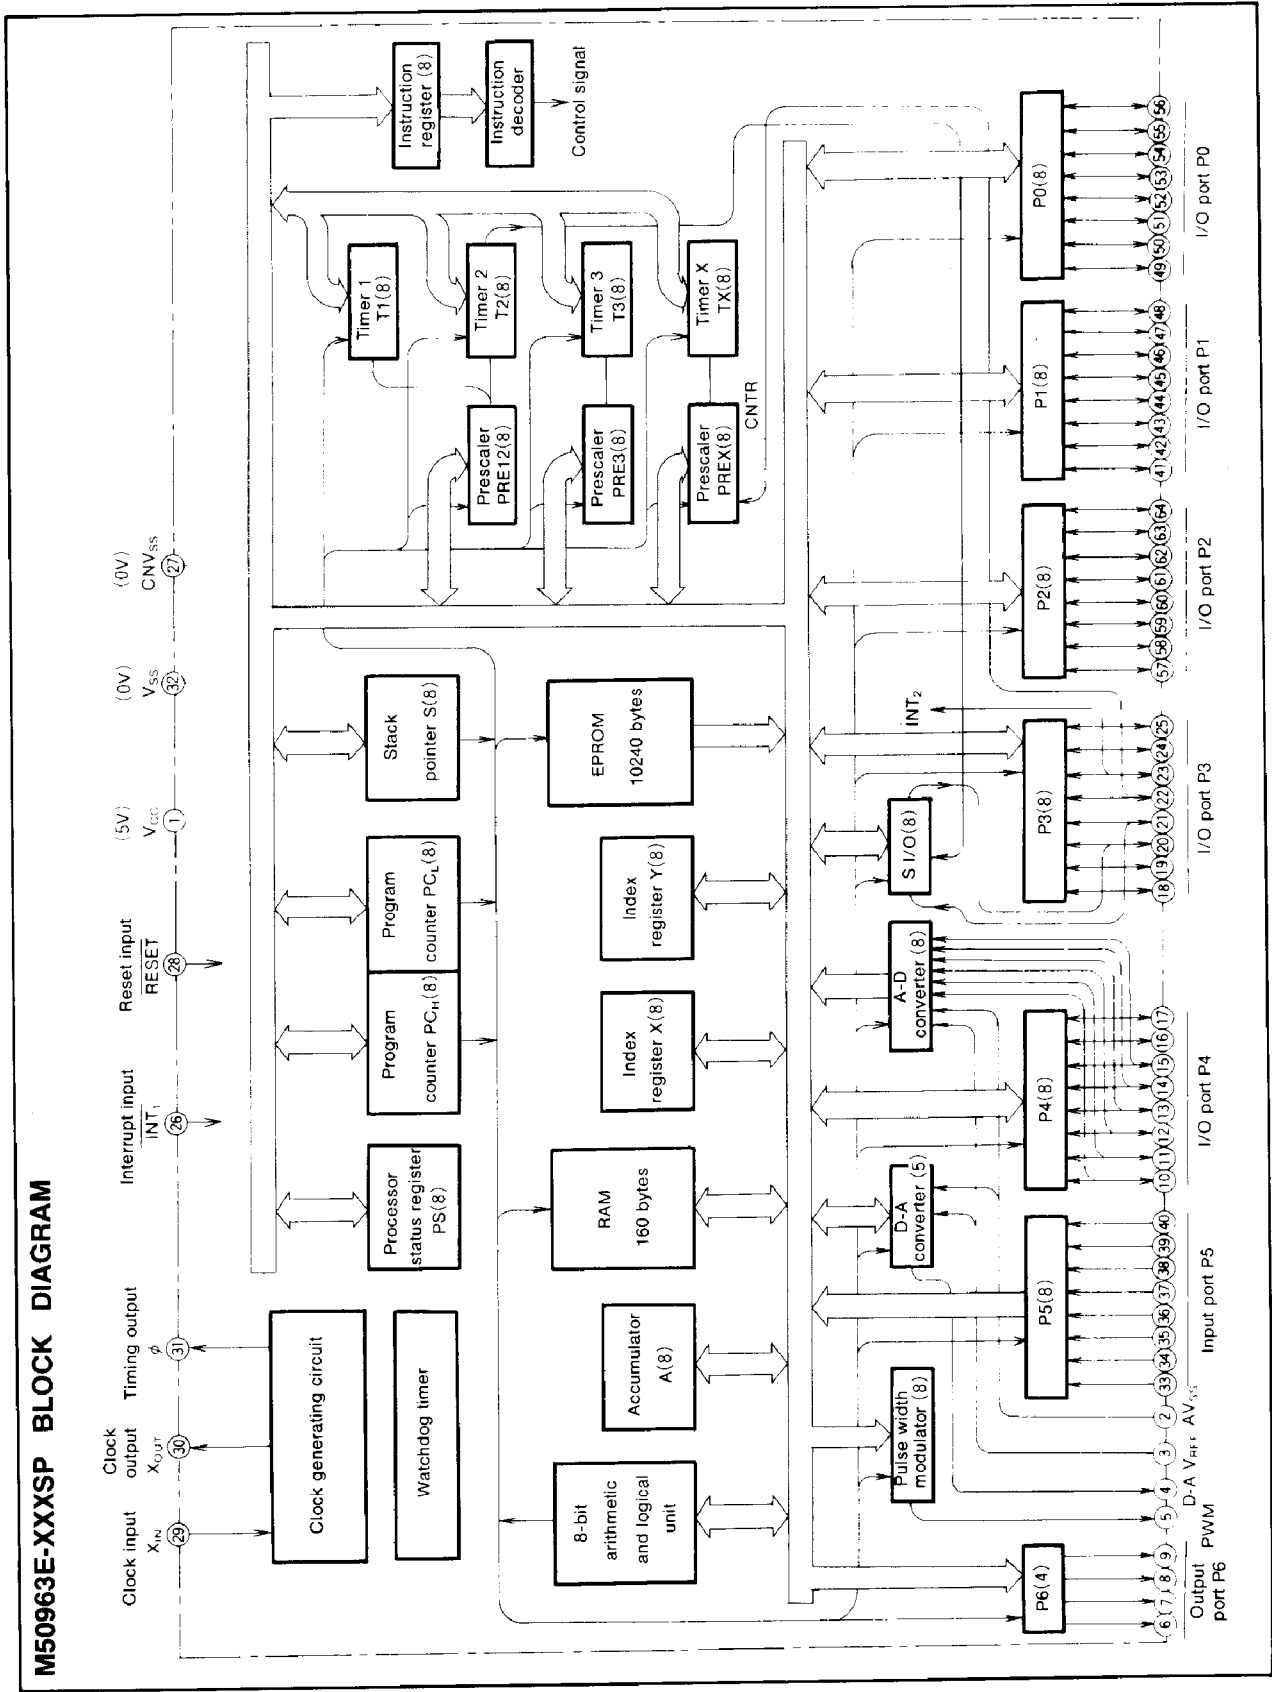 M50963E-XXXSP BLOCK DIAGRAM
Clock input
XIN
29
Clock
output
XOUT
30
Timing output
φ
31
Interrupt input
INT1
26
Reset input
RESET
28
(5V)
VCC
1
(0V)
VSS
32
(0V)
CNVSS
27
Clock generating circuit
Watchdog timer
Processor
status register
PS(8)
Program
counter PCH(8)
Program
counter PCL(8)
Stack
pointer S(8)
8-bit
arithmetic
and logical
unit
Accumulator
A(8)
RAM
160 bytes
Index
register X(8)
Index
register Y(8)
EPROM
10240 bytes
Instruction
register (8)
Instruction
decoder
Control signal
Timer 1
T1(8)
Timer 2
T2(8)
Timer 3
T3(8)
Timer X
TX(8)
Prescaler
PRE12(8)
Prescaler
PRE3(8)
Prescaler
PREX(8)
CNTR
Pulse width
modulator (8)
D-A
converter (5)
A-D
converter (8)
S I/O(8)
INT2
P6(4)
P5(8)
P4(8)
P3(8)
P2(8)
P1(8)
P0(8)
6 7 8 9
5 4 3 2
33 34 35 36 37 38 39 40
10 11 12 13 14 15 16 17
18 19 20 21 22 23 24 25
57 58 59 60 61 62 63 64
41 42 43 44 45 46 47 48
49 50 51 52 53 54 55 56
Output
port P6
PWM
D-A
VREF
AVSS
Input port P5
I/O port P4
I/O port P3
I/O port P2
I/O port P1
I/O port P0